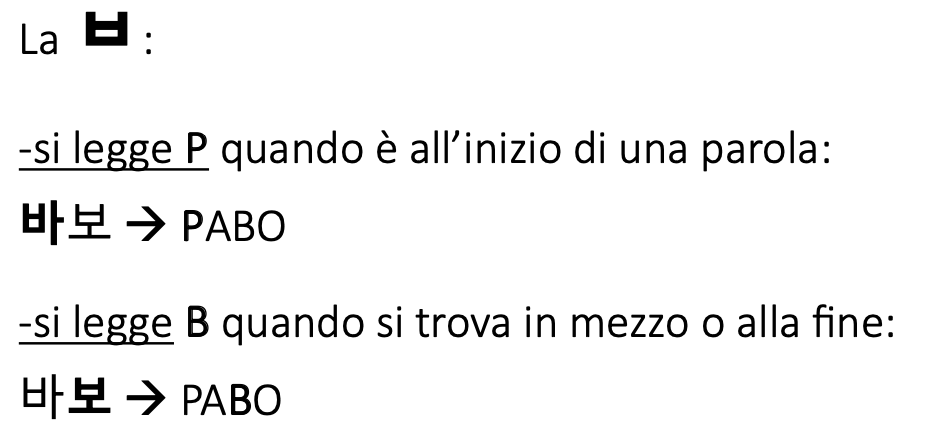 La ㅂ :
-si legge P quando è all’inizio di una parola:
바보 → PABO
-si legge B quando si trova in mezzo o alla fine:
바보 → PABO